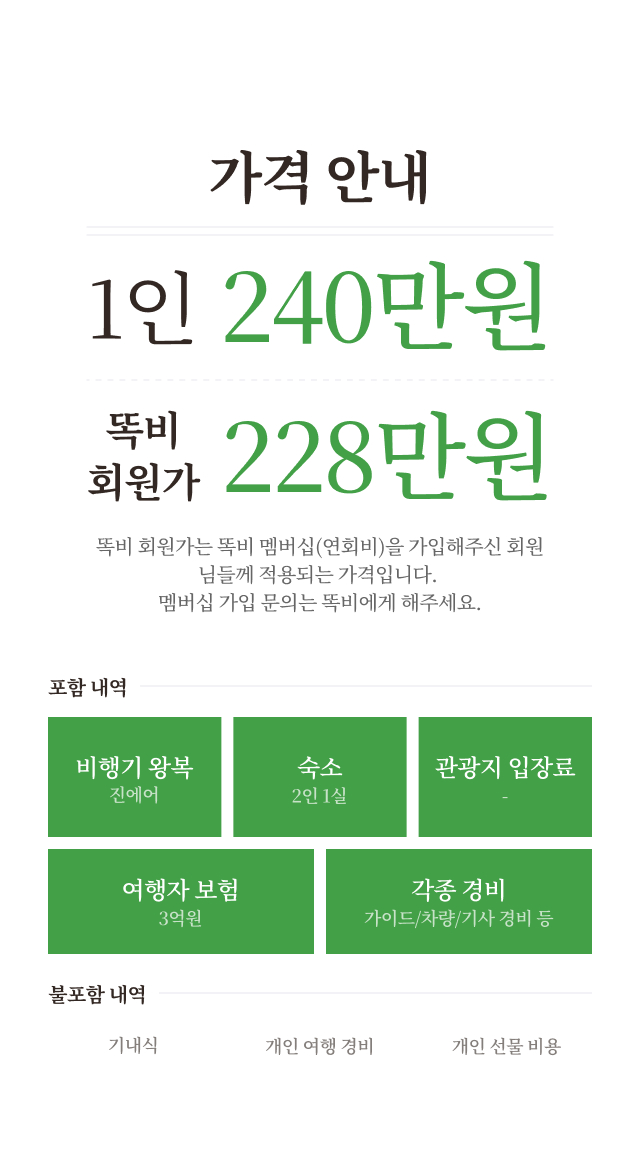 가격 안내
1인 240만원
똑비
회원가 228만원
똑비 회원가는 똑비 멤버십(연회비)을 가입해주신 회원
님들께 적용되는 가격입니다.
멤버십 가입 문의는 똑비에게 해주세요.
포함 내역
비행기 왕복 숙소 관광지 입장료
진에어 2인 1실 -
여행자 보험 각종 경비
3억원 가이드/차량/기사 경비 등
불포함 내역
기내식 개인 여행 경비 개인 선물 비용